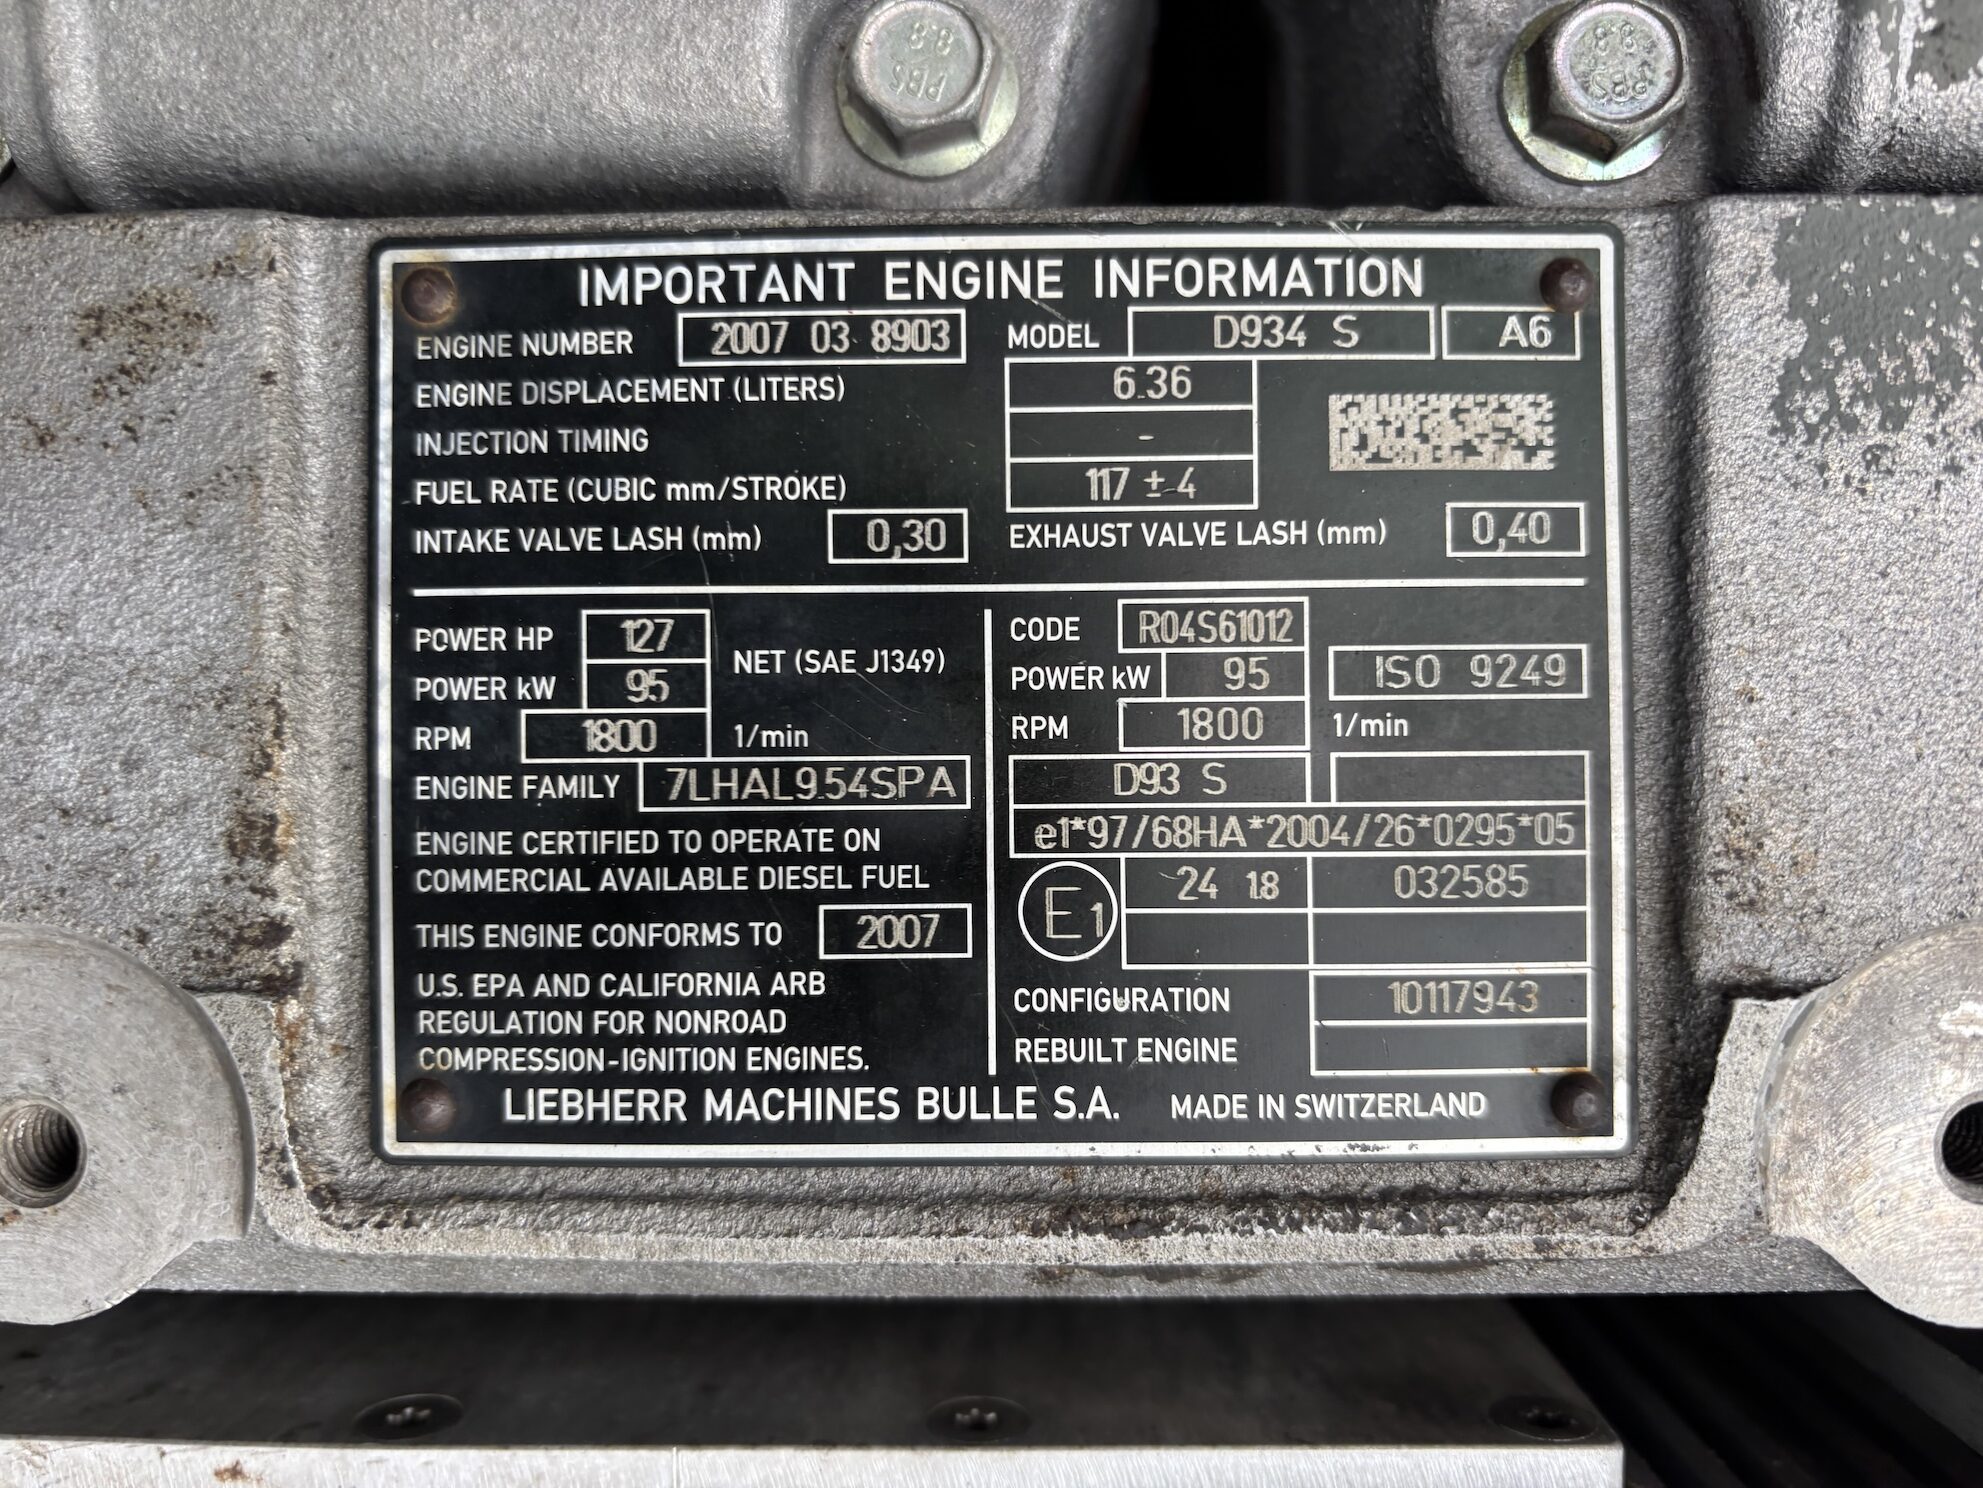 8.8
PBS
8.8
PBS
IMPORTANT ENGINE INFORMATION
ENGINE NUMBER 2007 03 8903 MODEL D934 S A6
ENGINE DISPLACEMENT (LITERS) 6.36
INJECTION TIMING -
FUEL RATE (CUBIC mm/STROKE) 117 ± 4
INTAKE VALVE LASH (mm) 0,30 EXHAUST VALVE LASH (mm) 0,40
POWER HP 127
POWER kW 95 NET (SAE J1349)
RPM 1800 1/min
ENGINE FAMILY 7LHAL9.54SPA
ENGINE CERTIFIED TO OPERATE ON
COMMERCIAL AVAILABLE DIESEL FUEL
THIS ENGINE CONFORMS TO 2007
U.S. EPA AND CALIFORNIA ARB
REGULATION FOR NONROAD
COMPRESSION-IGNITION ENGINES.
CODE R04S61012
POWER kW 95 ISO 9249
RPM 1800 1/min
D93 S
e1*97/68HA*2004/26*0295*05
E1 24 1.8 032585
CONFIGURATION 10117943
REBUILT ENGINE
LIEBHERR MACHINES BULLE S.A. MADE IN SWITZERLAND